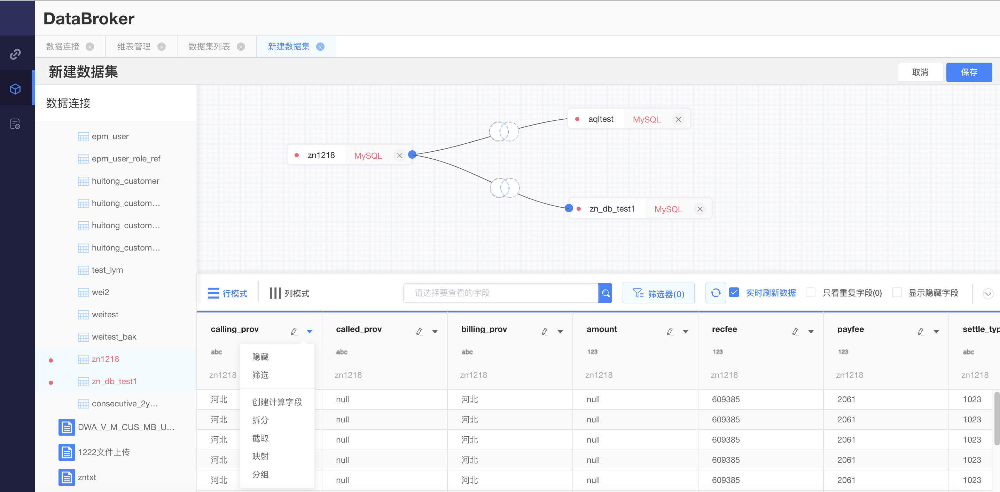 DataBroker
数据连接 维表管理 数据集列表 新建数据集
新建数据集 取消 保存
数据连接
epm_user
epm_user_role_ref
huitong_customer
huitong_custom...
huitong_custom...
huitong_custom...
test_lym
wei2
weitest
weitest_bak
zn1218
zn_db_test1
consecutive_2y...
DWA_V_M_CUS_MB_U...
1222文件上传
zntxt
aqltest MySQL
zn1218 MySQL
zn_db_test1 MySQL
行模式 列模式 请选择要查看的字段 筛选器(0) 实时刷新数据 只看重复字段(0) 显示隐藏字段
calling_prov called_prov billing_prov amount recfee payfee settle_typ
abc abc abc 123 123 123 abc
zn1218 zn1218 zn1218 zn1218 zn1218 zn1218 zn1218
河北 null 河北 null 609385 2061 1023
河北 null 河北 null 609385 2061 1023
河北 null 河北 null 609385 2061 1023
河北 null 河北 null 609385 2061 1023
河北 null 河北 null 609385 2061 1023
隐藏
筛选
创建计算字段
拆分
截取
映射
分组